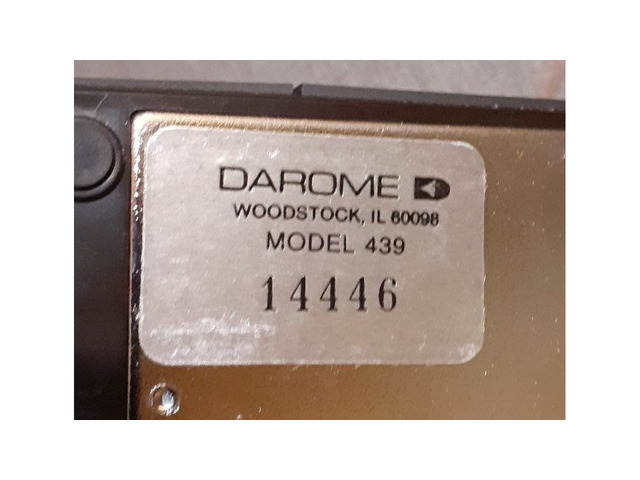 DAROME
WOODSTOCK, IL 60098
MODEL 439
14446